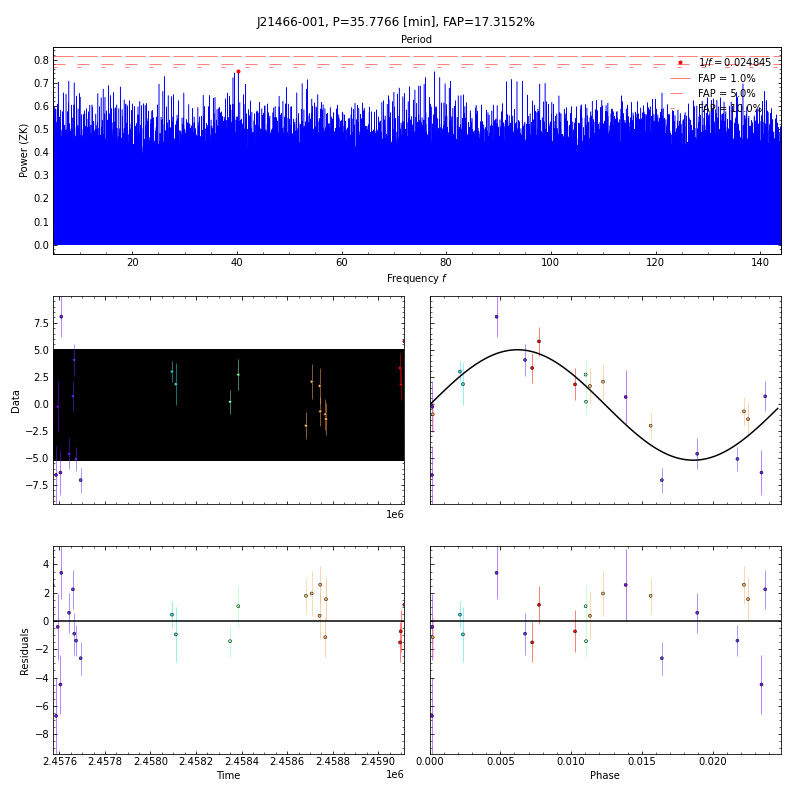 J21466-001, P=35.7766 [min], FAP=17.3152%
Period
Power (ZK)
0.8
0.7
0.6
0.5
0.4
0.3
0.2
0.1
0.0
1/f = 0.024845
FAP = 1.0%
FAP = 5.0%
FAP = 10.0%
20 40 60 80 100 120 140
Frequency f
Data
7.5
5.0
2.5
0.0
−2.5
−5.0
−7.5
1e6
Residuals
4
2
0
−2
−4
−6
−8
2.4576 2.4578 2.4580 2.4582 2.4584 2.4586 2.4588 2.4590
1e6
Time
0.000 0.005 0.010 0.015 0.020
Phase